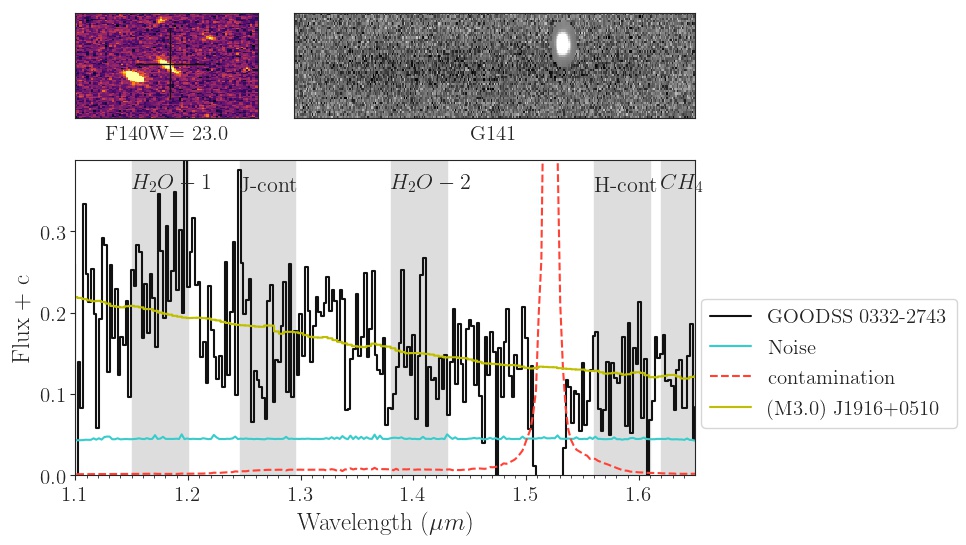 F140W= 23.0
G141
H₂O − 1
J-cont
H₂O − 2
H-cont
CH₄
Flux + c
0.3
0.2
0.1
0.0
1.1
1.2
1.3
1.4
1.5
1.6
Wavelength (μm)
GOODSS 0332-2743
Noise
contamination
(M3.0) J1916+0510